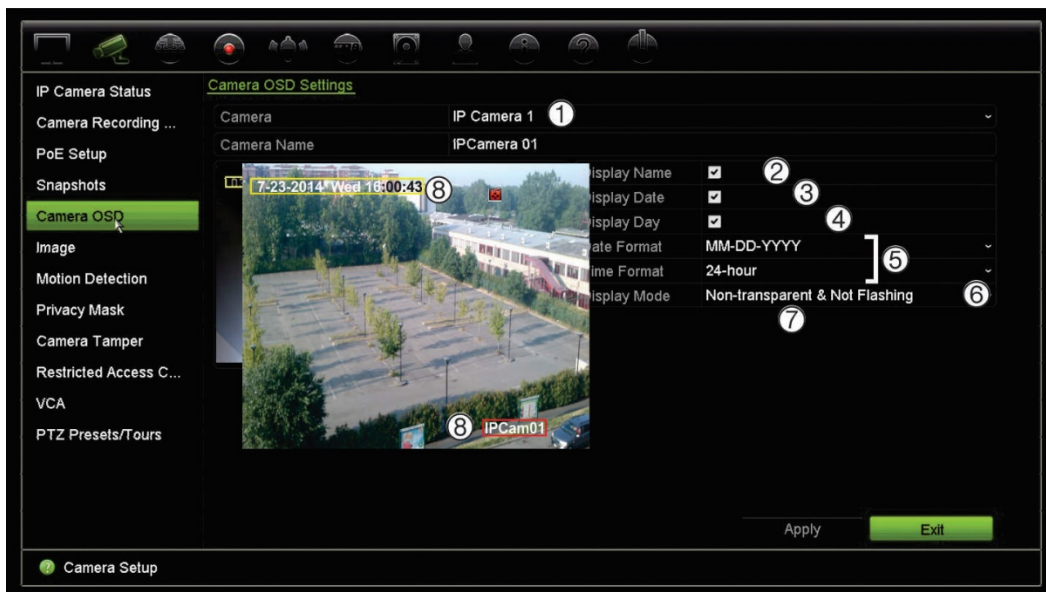 IP Camera Status
Camera Recording ...
PoE Setup
Snapshots
Camera OSD
Image
Motion Detection
Privacy Mask
Camera Tamper
Restricted Access C...
VCA
PTZ Presets/Tours
Camera OSD Settings
Camera IP Camera 1 ①
Camera Name IPCamera 01
7-23-2014 Wed 16:00:43 ⑧
isplay Name ②
isplay Date ③
isplay Day ④
ate Format MM-DD-YYYY
ime Format 24-hour ⑤
isplay Mode Non-transparent & Not Flashing ⑥
⑦
⑧ IPCam01
Apply Exit
Camera Setup